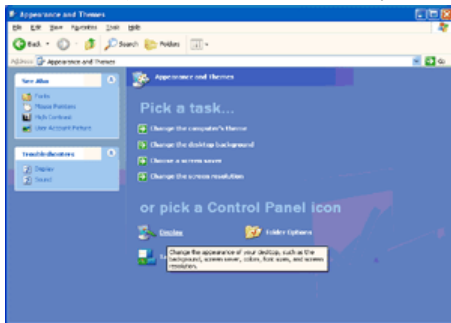 Appearance and Themes
File Edit View Favorites Tools Help
Back Search Folders
Address Appearance and Themes Go
See Also
Fonts
Mouse Pointers
High Contrast
User Account Picture
Troubleshooters
Display
Sound
Appearance and Themes
Pick a task...
Change the computer's theme
Change the desktop background
Choose a screen saver
Change the screen resolution
or pick a Control Panel icon
Display
Folder Options
Change the appearance of your desktop, such as the
background, screen saver, colors, font sizes, and screen
resolution.